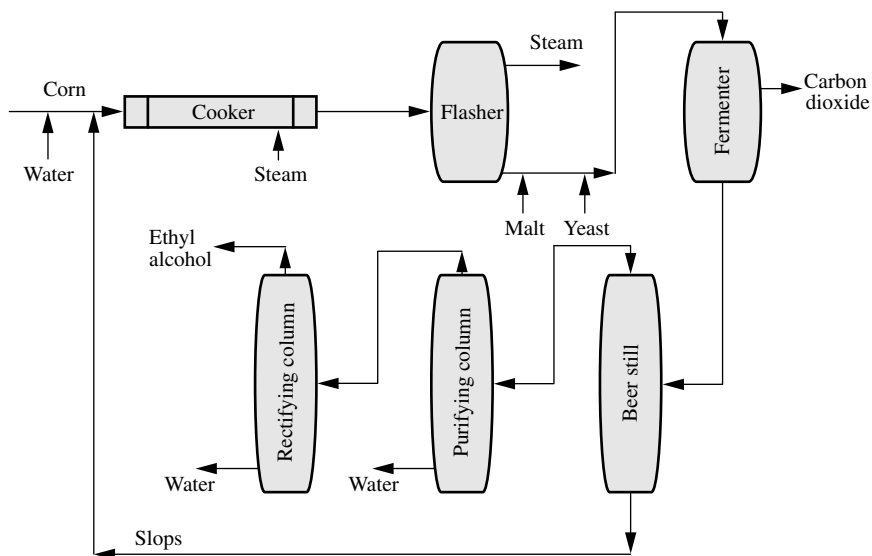 Steam
Corn
Cooker
Flasher
Fermenter
Carbon
dioxide
Water
Steam
Malt
Yeast
Ethyl
alcohol
Rectifying column
Purifying column
Beer still
Water
Water
Slops